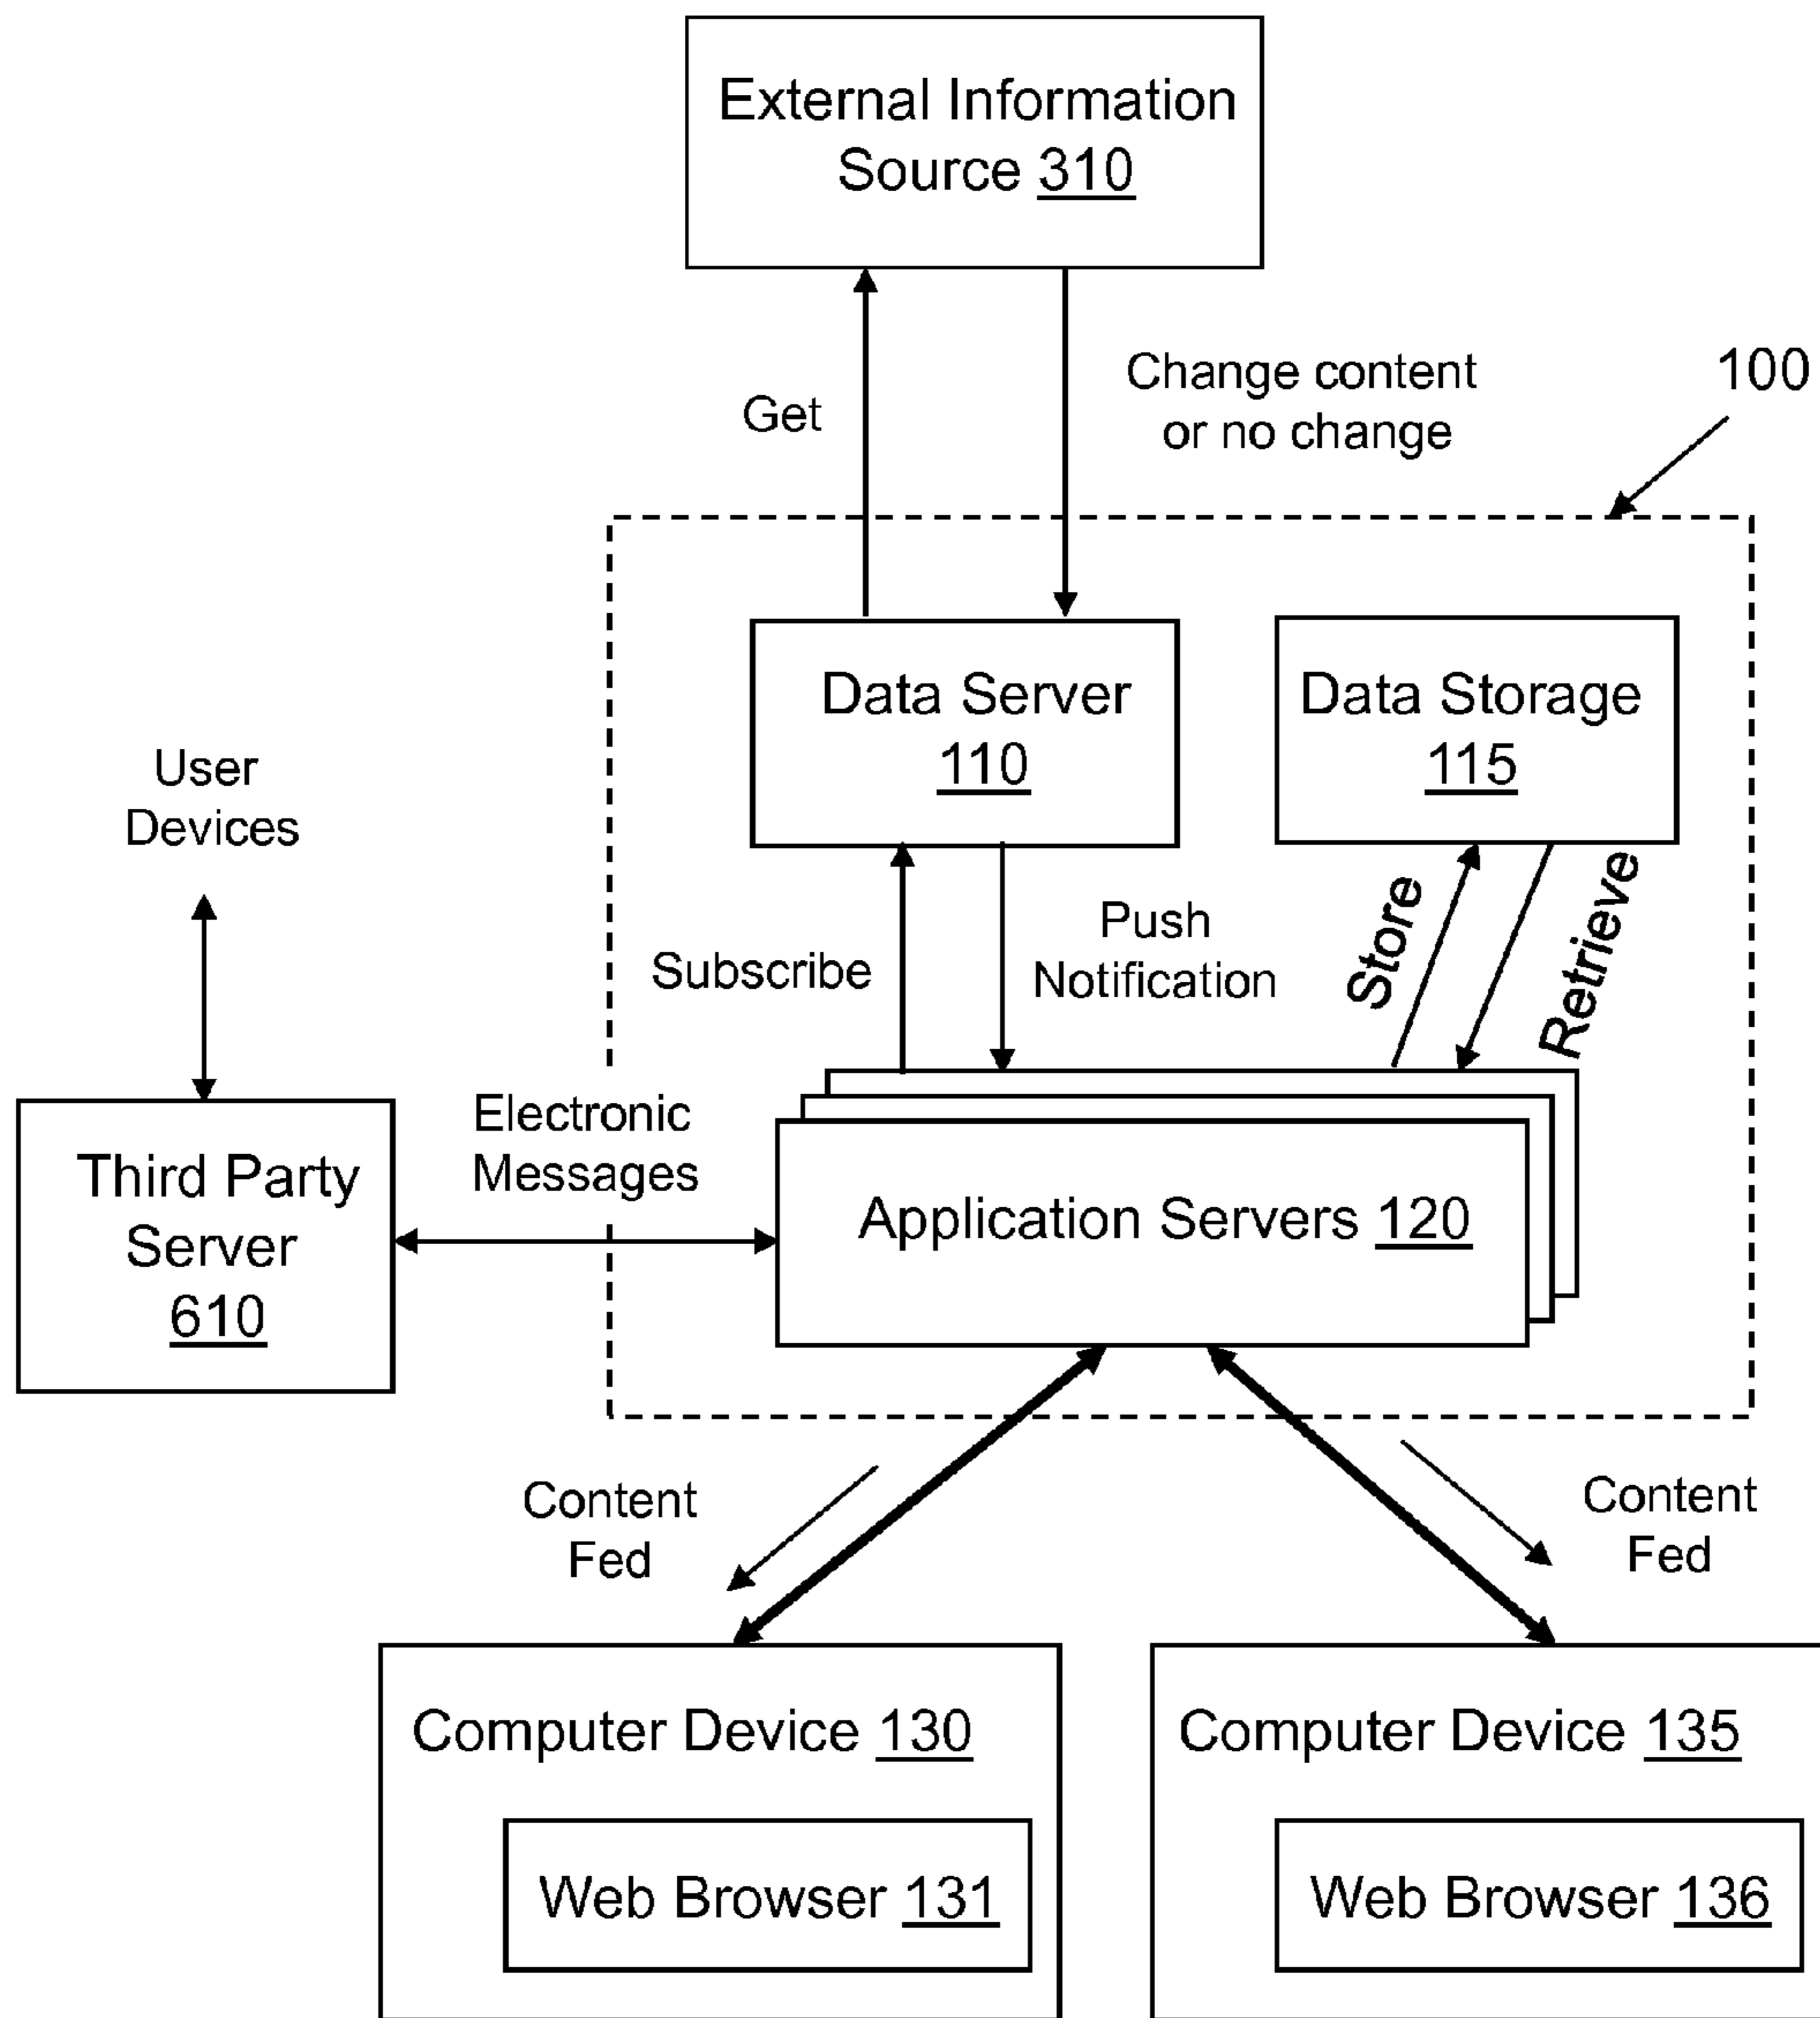 External Information
Source 310
Get
Change content
or no change
100
Data Server
110
Data Storage
115
User
Devices
Subscribe
Push
Notification
Store
Retrieve
Third Party
Server
610
Electronic
Messages
Application Servers 120
Content
Fed
Content
Fed
Computer Device 130
Web Browser 131
Computer Device 135
Web Browser 136